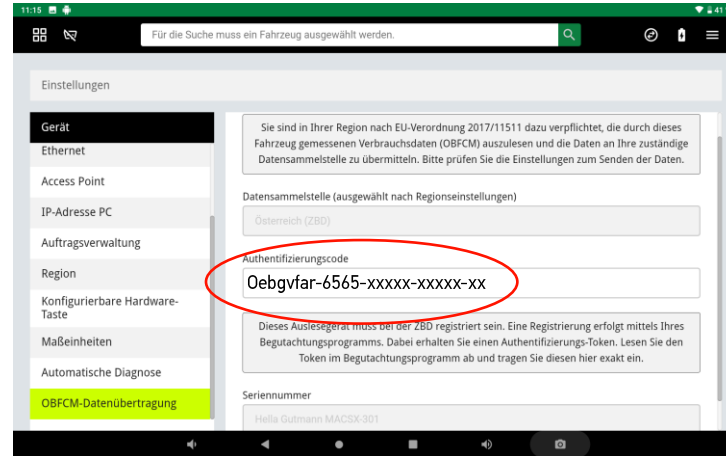 11:15
41
Für die Suche muss ein Fahrzeug ausgewählt werden.
Einstellungen
Gerät
Ethernet
Access Point
IP-Adresse PC
Auftragsverwaltung
Region
Konfigurierbare Hardware-
Taste
Maßeinheiten
Automatische Diagnose
OBFCM-Datenübertragung
Sie sind in Ihrer Region nach EU-Verordnung 2017/11511 dazu verpflichtet, die durch dieses
Fahrzeug gemessenen Verbrauchsdaten (OBFCM) auszulesen und die Daten an Ihre zuständige
Datensammelstelle zu übermitteln. Bitte prüfen Sie die Einstellungen zum Senden der Daten.
Datensammelstelle (ausgewählt nach Regionseinstellungen)
Österreich (ZBD)
Authentifizierungscode
0ebgvfar-6565-xxxxx-xxxxx-xx
Dieses Auslesegerät muss bei der ZBD registriert sein. Eine Registrierung erfolgt mittels Ihres
Begutachtungsprogramms. Dabei erhalten Sie einen Authentifizierungs-Token. Lesen Sie den
Token im Begutachtungsprogramm ab und tragen Sie diesen hier exakt ein.
Seriennummer
Hella Gutmann MACSX-301